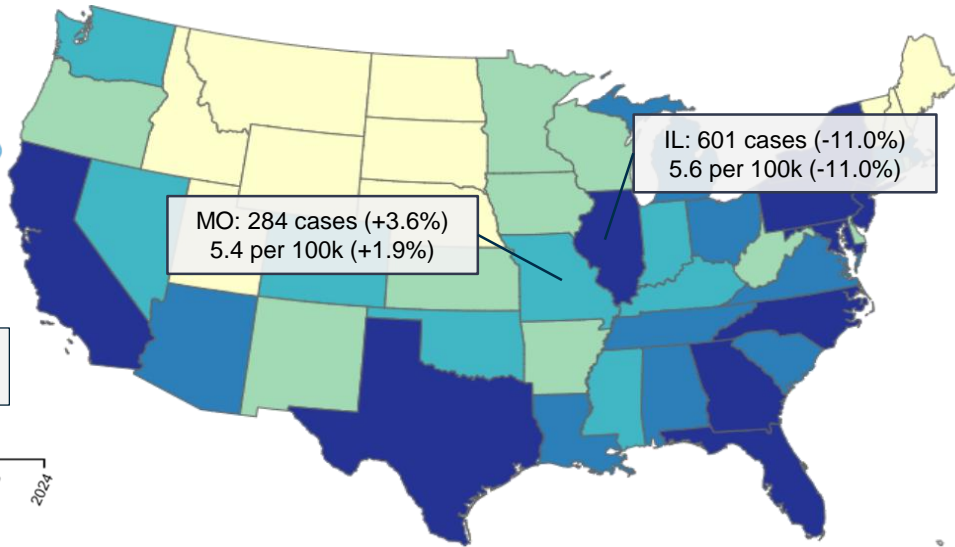 IL: 601 cases (-11.0%)
5.6 per 100k (-11.0%)
MO: 284 cases (+3.6%)
5.4 per 100k (+1.9%)
2024